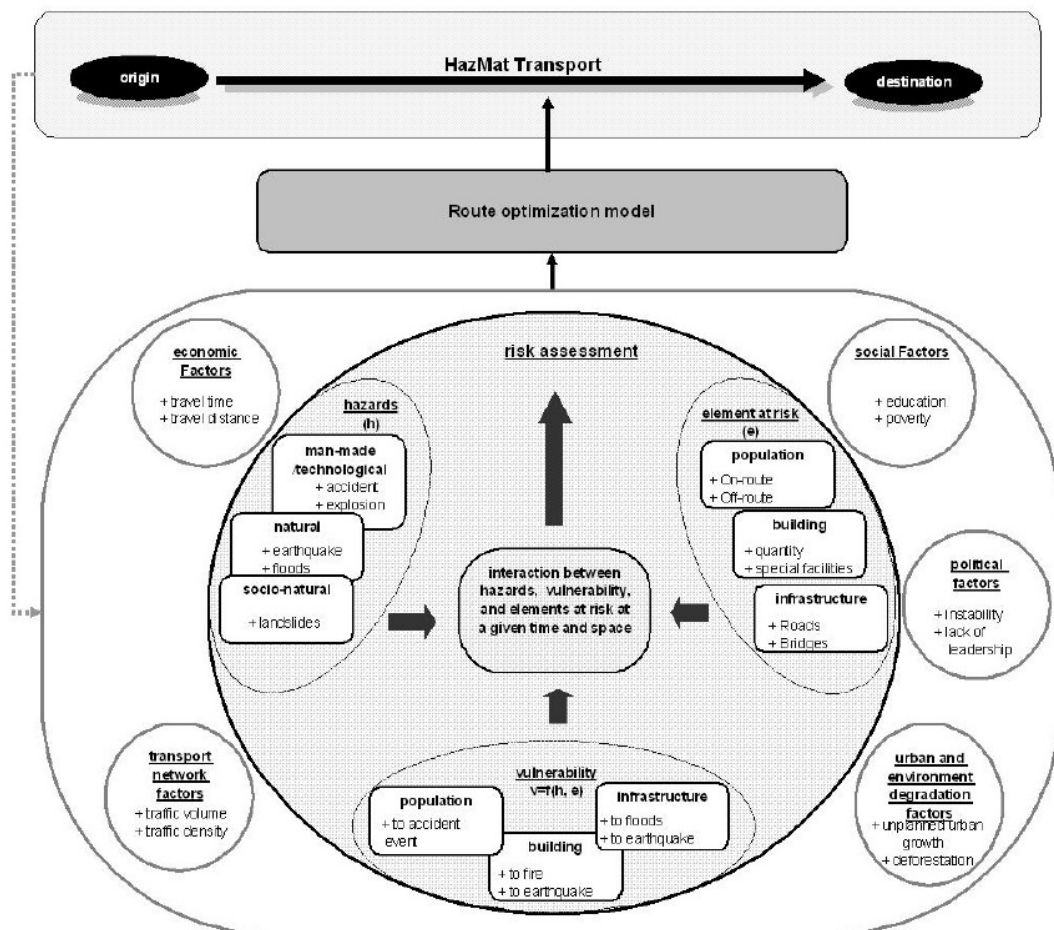 HazMat Transport
origin
destination
Route optimization model
economic
Factors
+ travel time
+ travel distance
risk assessment
social Factors
+ education
+ poverty
hazards
(h)
man-made
/technological
+ accident
+ explosion
natural
+ earthquake
+ floods
socio-natural
+ landslides
element at risk
(e)
population
+ On-route
+ Off-route
building
+ quantity
+ special facilities
infrastructure
+ Roads
+ Bridges
interaction between
hazards, vulnerability,
and elements at risk at
a given time and space
political
factors
+ instability
+ lack of
leadership
transport
network
factors
+ traffic volume
+ traffic density
vulnerability
v=f(h, e)
population
+ to accident
event
building
+ to fire
+ to earthquake
infrastructure
+ to floods
+ to earthquake
urban and
environment
degradation
factors
+ unplanned urban
growth
+ deforestation